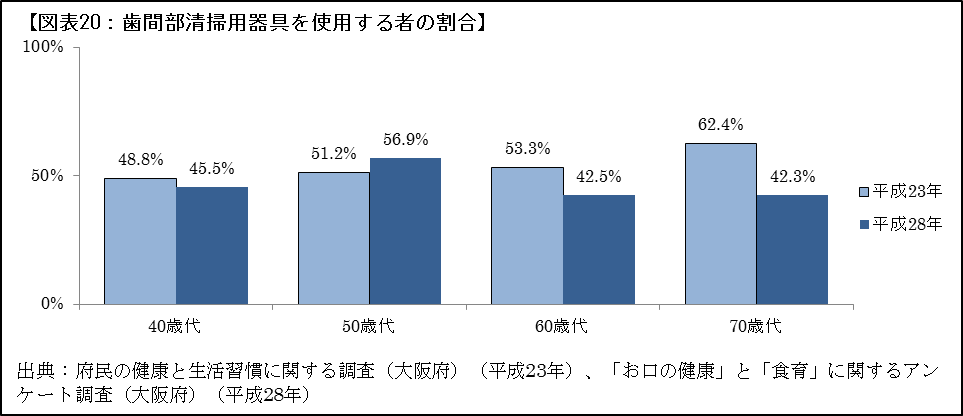 【図表20：歯間部清掃用器具を使用する者の割合】
100%
50%
0%
48.8%
45.5%
51.2%
56.9%
53.3%
42.5%
62.4%
42.3%
40歳代
50歳代
60歳代
70歳代
平成23年
平成28年
出典：府民の健康と生活習慣に関する調査（大阪府）（平成23年）、「お口の健康」と「食育」に関するアン
ケート調査（大阪府）（平成28年）